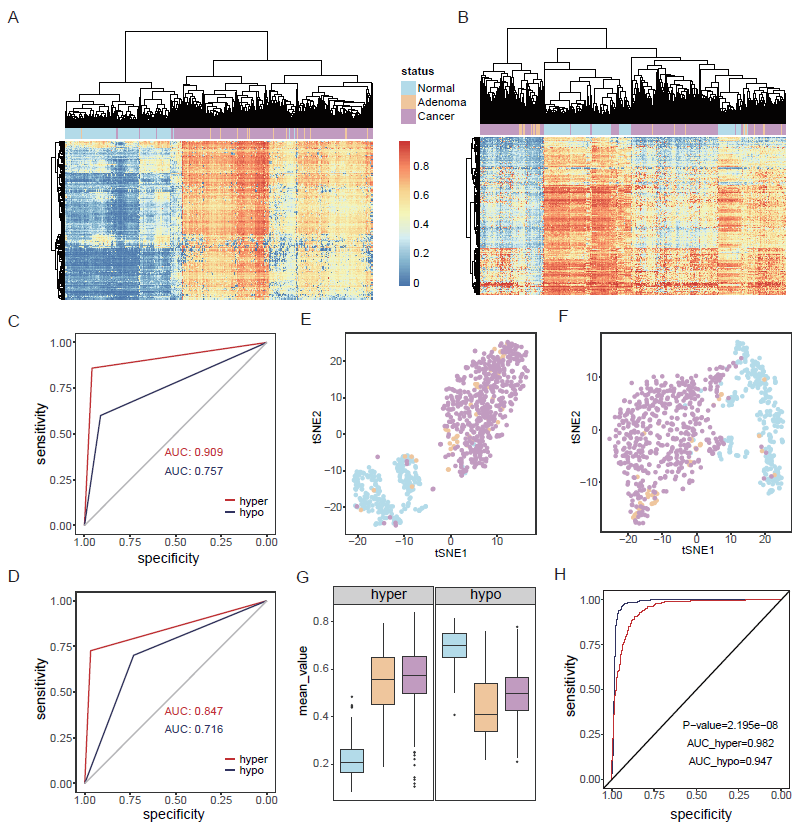 A
B
status
Normal
Adenoma
Cancer
0.8
0.6
0.4
0.2
0
C
1.00
0.75
0.50
0.25
0.00
sensitivity
AUC: 0.909
AUC: 0.757
hyper
hypo
1.00 0.75 0.50 0.25 0.00
specificity
E
20
10
0
−10
−20
tSNE2
−20 −10 0 10
tSNE1
F
10
0
−10
tSNE2
−20 −10 0 10 20
tSNE1
D
1.00
0.75
0.50
0.25
0.00
sensitivity
AUC: 0.847
AUC: 0.716
hyper
hypo
1.00 0.75 0.50 0.25 0.00
specificity
G
hyper hypo
0.8
0.6
0.4
0.2
mean_value
H
1.00
0.75
0.50
0.25
0.00
sensitivity
P−value=2.195e−08
AUC_hyper=0.982
AUC_hypo=0.947
1.00 0.75 0.50 0.25 0.00
specificity